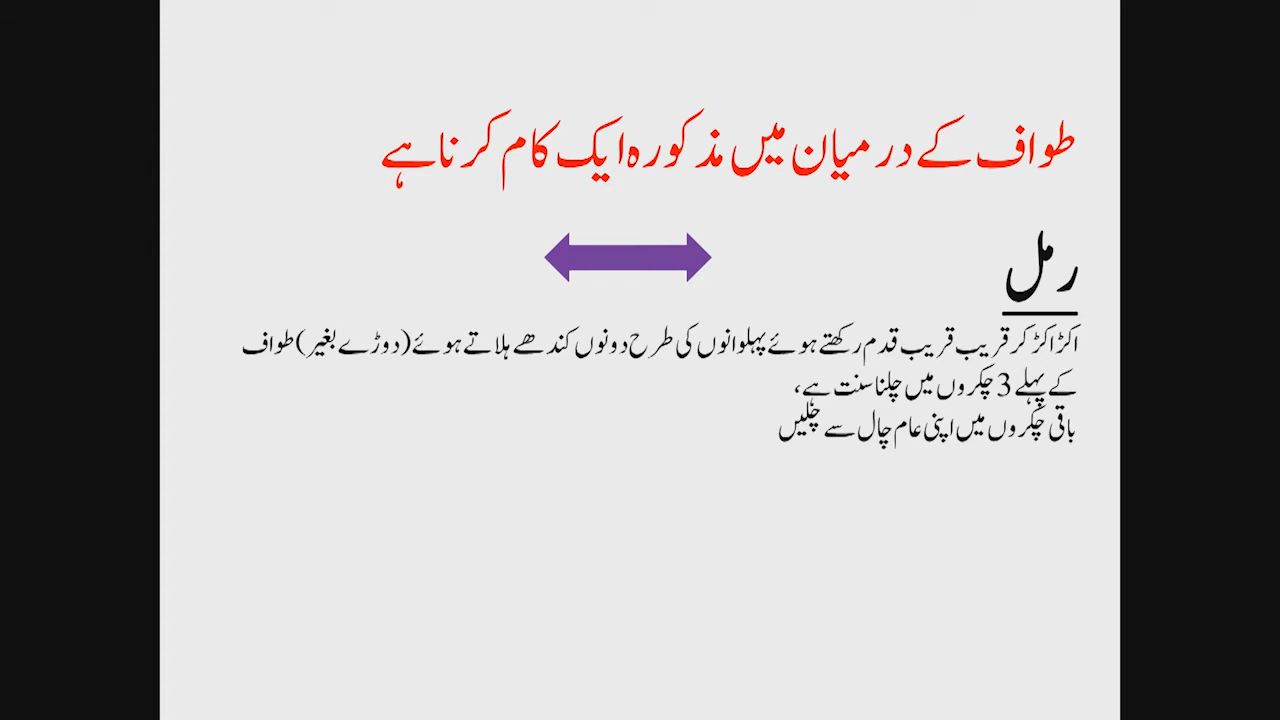 طواف کے درمیان میں مذکورہ ایک کام کرنا ہے
رمل
اکڑ اکڑ کر قریب قریب قدم رکھتے ہوئے پہلوانوں کی طرح دونوں کندھے ہلاتے ہوئے (دوڑے بغیر) طواف
کے پہلے 3 چکروں میں چلنا سنت ہے،
باقی چکروں میں اپنی عام چال سے چلیں